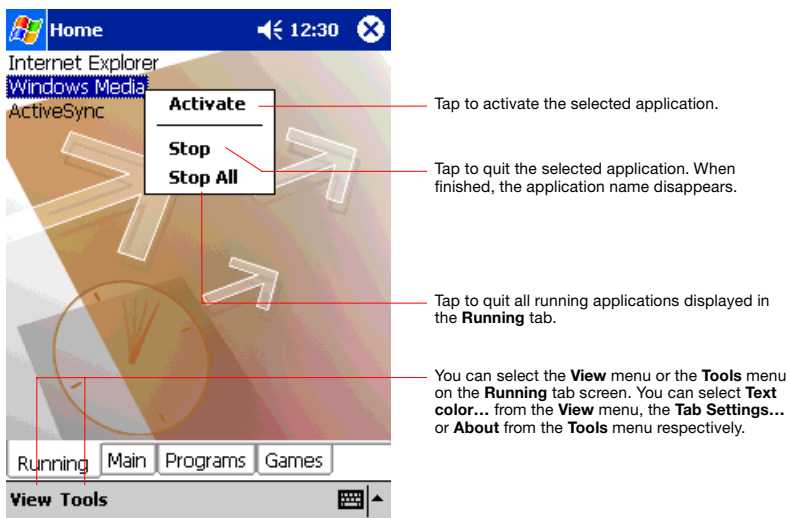 Home 12:30
Internet Explorer
Windows Media
ActiveSync
Activate
Stop
Stop All
Running Main Programs Games
View Tools
Tap to activate the selected application.
Tap to quit the selected application. When
finished, the application name disappears.
Tap to quit all running applications displayed in
the Running tab.
You can select the View menu or the Tools menu
on the Running tab screen. You can select Text
color... from the View menu, the Tab Settings...
or About from the Tools menu respectively.